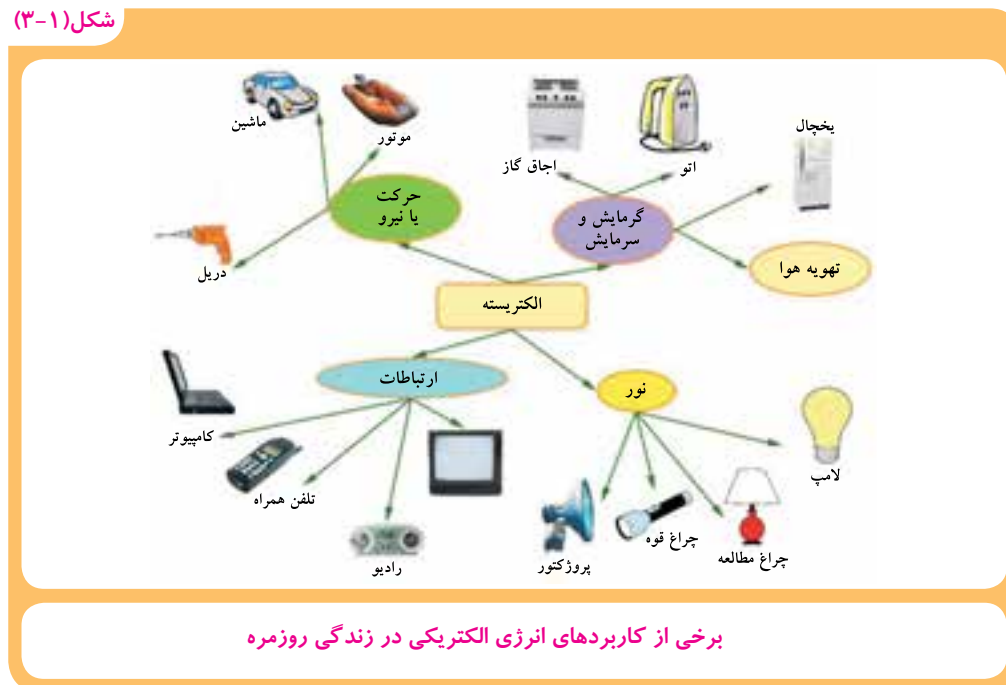 شکل(۱-۳)
ماشین
موتور
دریل
حرکت
یا نیرو
اجاق گاز
اتو
یخچال
گرمایش و
سرمایش
تهویه هوا
الکتریسته
ارتباطات
کامپیوتر
تلفن همراه
رادیو
نور
لامپ
چراغ مطالعه
چراغ قوه
پروژکتور
برخی از کاربردهای انرژی الکتریکی در زندگی روزمره